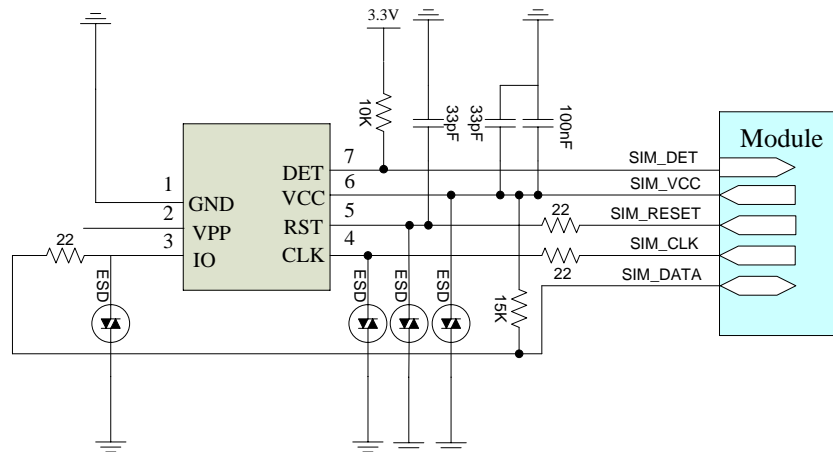 3.3V
10K
33pF
33pF
100nF
Module
SIM_DET
SIM_VCC
SIM_RESET
SIM_CLK
SIM_DATA
7
6
5
4
DET
VCC
RST
CLK
1
2
3
GND
VPP
IO
22
22
22
15K
ESD
ESD
ESD
ESD